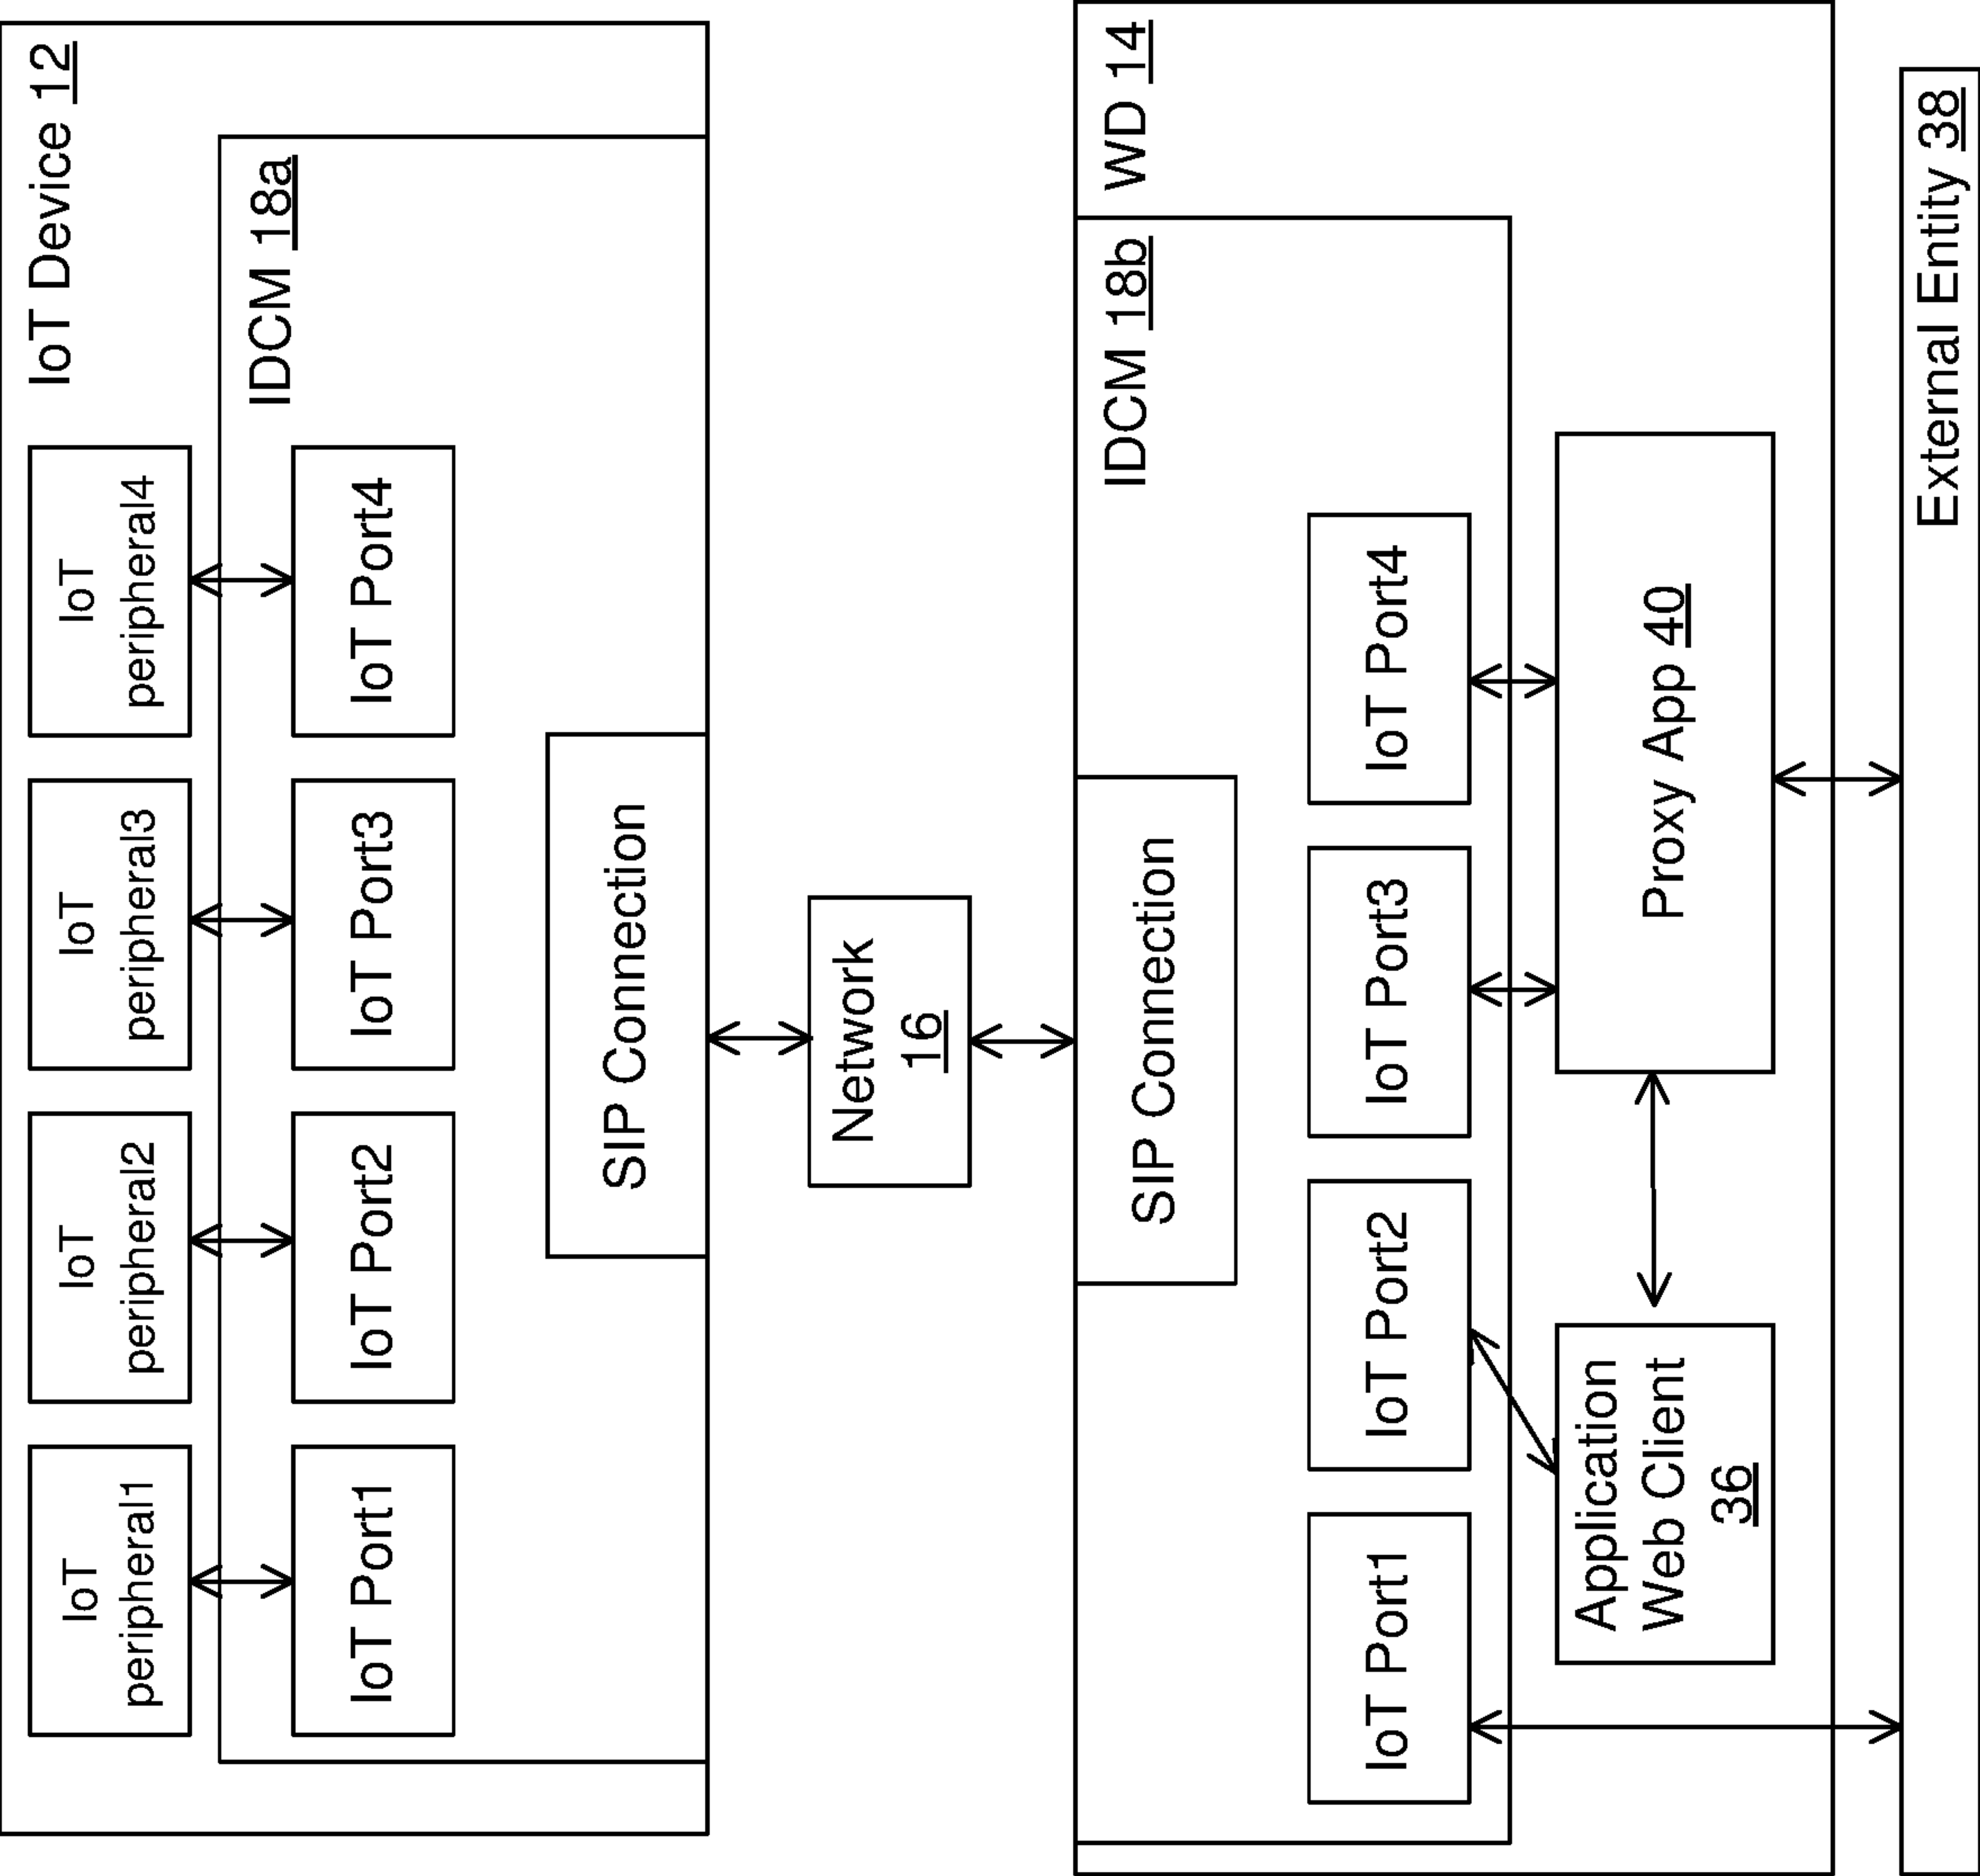 IoT Device 12
IoT
peripheral1
IoT
peripheral2
IoT
peripheral3
IoT
peripheral4
IDCM 18a
IoT Port1
IoT Port2
IoT Port3
IoT Port4
SIP Connection
Network
16
WD 14
IDCM 18b
SIP Connection
IoT Port1
IoT Port2
IoT Port3
IoT Port4
Application
Web Client
36
Proxy App 40
External Entity 38